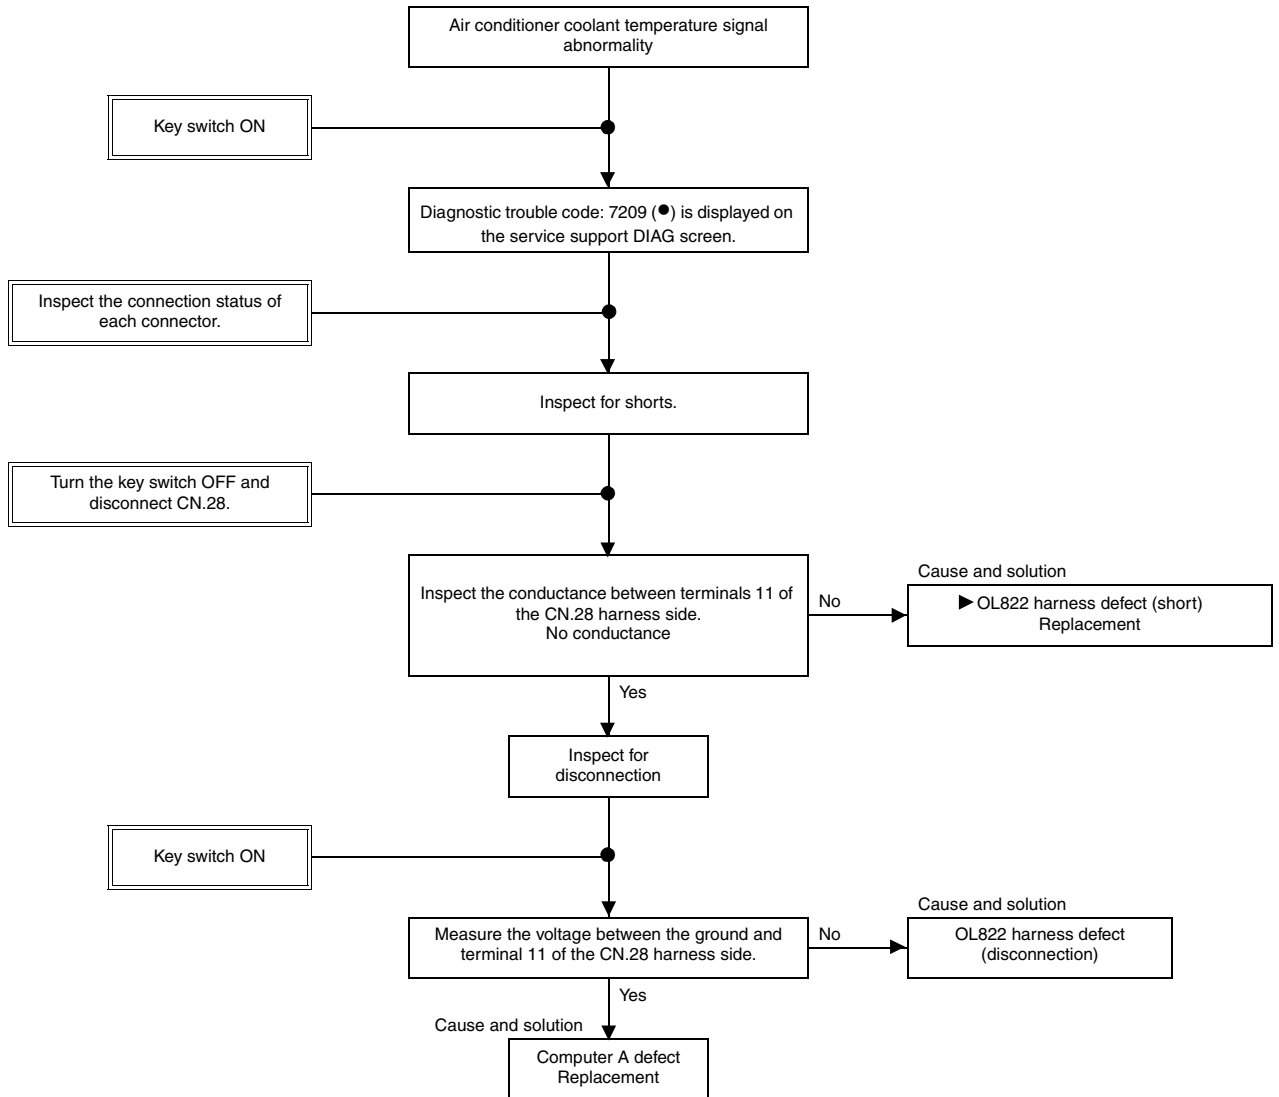 Air conditioner coolant temperature signal
abnormality
Key switch ON
Diagnostic trouble code: 7209 (●) is displayed on
the service support DIAG screen.
Inspect the connection status of
each connector.
Inspect for shorts.
Turn the key switch OFF and
disconnect CN.28.
Inspect the conductance between terminals 11 of
the CN.28 harness side.
No conductance
No
Cause and solution
▶OL822 harness defect (short)
Replacement
Yes
Inspect for
disconnection
Key switch ON
Measure the voltage between the ground and
terminal 11 of the CN.28 harness side.
No
Cause and solution
OL822 harness defect
(disconnection)
Yes
Cause and solution
Computer A defect
Replacement